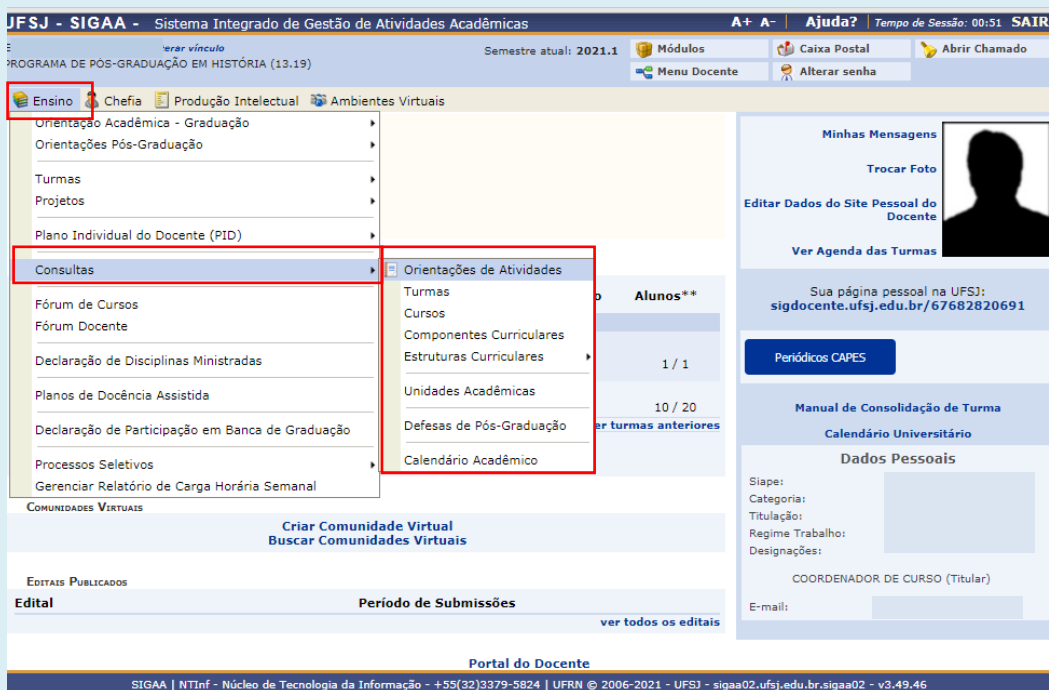 UFSJ - SIGAA - Sistema Integrado de Gestão de Atividades Acadêmicas
A+ A- | Ajuda? | Tempo de Sessão: 00:51 SAIR
vínculo
Semestre atual: 2021.1
Módulos
Caixa Postal
Abrir Chamado
PROGRAMA DE PÓS-GRADUAÇÃO EM HISTÓRIA (13.19)
Menu Docente
Alterar senha
Ensino
Chefia
Produção Intelectual
Ambientes Virtuais
Orientação Acadêmica - Graduação
Orientações Pós-Graduação
Turmas
Projetos
Plano Individual do Docente (PID)
Consultas
Fórum de Cursos
Fórum Docente
Declaração de Disciplinas Ministradas
Planos de Docência Assistida
Declaração de Participação em Banca de Graduação
Processos Seletivos
Gerenciar Relatório de Carga Horária Semanal
Orientações de Atividades
Turmas
Cursos
Componentes Curriculares
Estruturas Curriculares
Unidades Acadêmicas
Defesas de Pós-Graduação
Calendário Acadêmico
o Alunos**
1 / 1
10 / 20
er turmas anteriores
Comunidades Virtuais
Criar Comunidade Virtual
Buscar Comunidades Virtuais
Editais Publicados
Edital
Período de Submissões
ver todos os editais
Minhas Mensagens
Trocar Foto
Editar Dados do Site Pessoal do
Docente
Ver Agenda das Turmas
Sua página pessoal na UFSJ:
sigdocente.ufsj.edu.br/67682820691
Periódicos CAPES
Manual de Consolidação de Turma
Calendário Universitário
Dados Pessoais
Siape:
Categoria:
Titulação:
Regime Trabalho:
Designações:
COORDENADOR DE CURSO (Titular)
E-mail:
Portal do Docente
SIGAA | NTInf - Núcleo de Tecnologia da Informação - +55(32)3379-5824 | UFRN © 2006-2021 - UFSJ - sigaa02.ufsj.edu.br.sigaa02 - v3.49.46